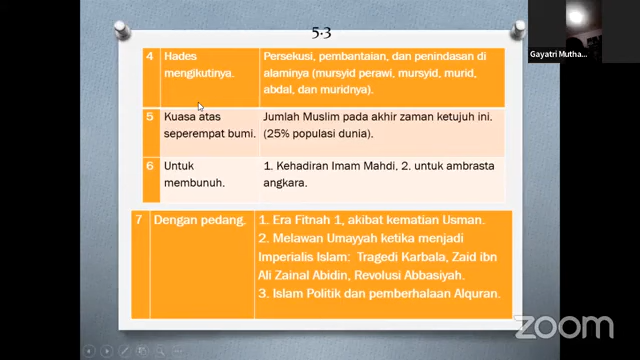 5.3
Gayatri Mutha...
4 Hades Persekusi, pembantaian, dan penindasan di
mengikutinya. alaminya (mursyid perawi, mursyid, murid,
abdal, dan muridnya).
5 Kuasa atas Jumlah Muslim pada akhir zaman ketujuh ini.
seperempat bumi. (25% populasi dunia).
6 Untuk 1. Kehadiran Imam Mahdi, 2. untuk ambrasta
membunuh. angkara.
7 Dengan pedang. 1. Era Fitnah 1, akibat kematian Usman.
2. Melawan Umayyah ketika menjadi
Imperialis Islam: Tragedi Karbala, Zaid ibn
Ali Zainal Abidin, Revolusi Abbasiyah.
3. Islam Politik dan pemberhalaan Alquran.
zoom